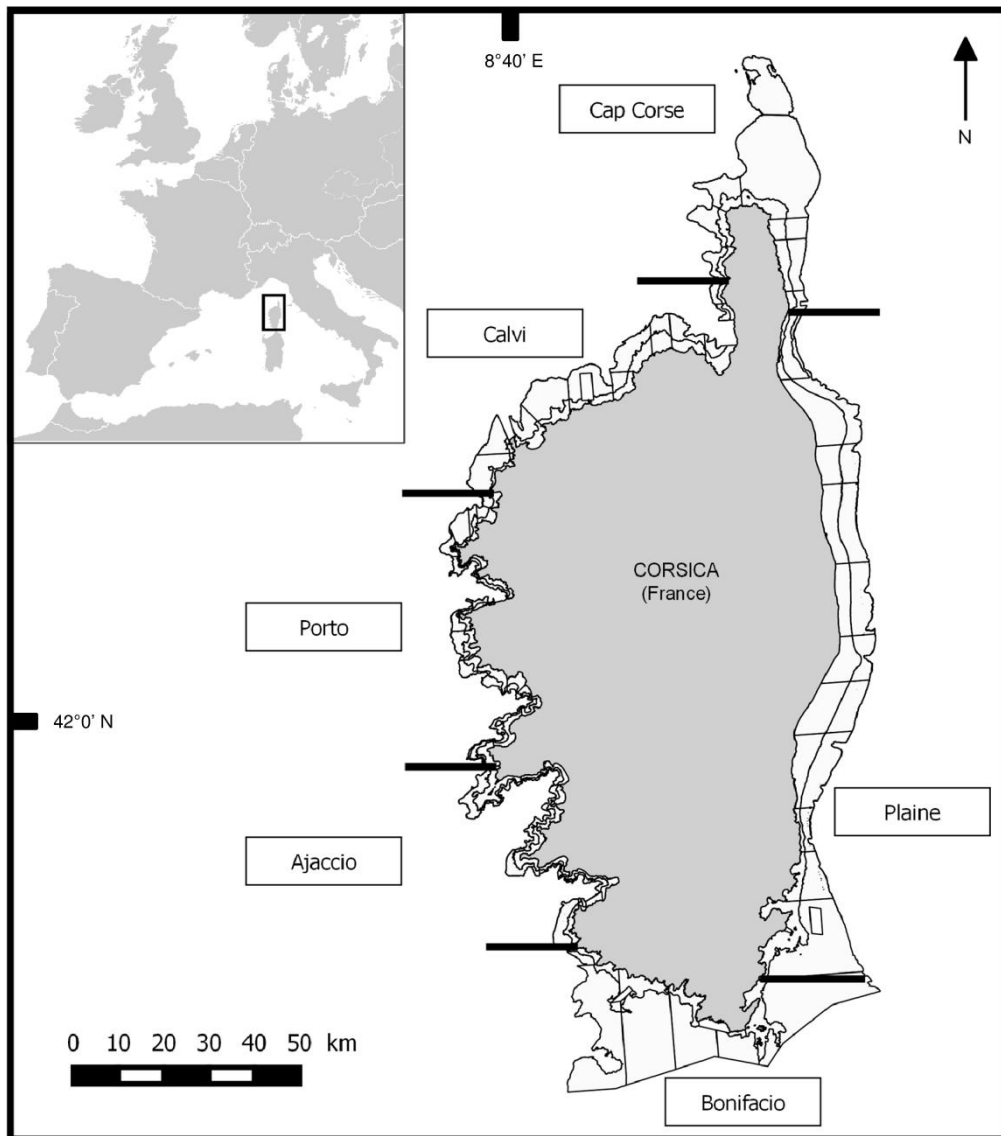 8°40' E
Cap Corse
N
Calvi
CORSICA
(France)
Porto
42°0' N
Plaine
Ajaccio
0 10 20 30 40 50 km
Bonifacio